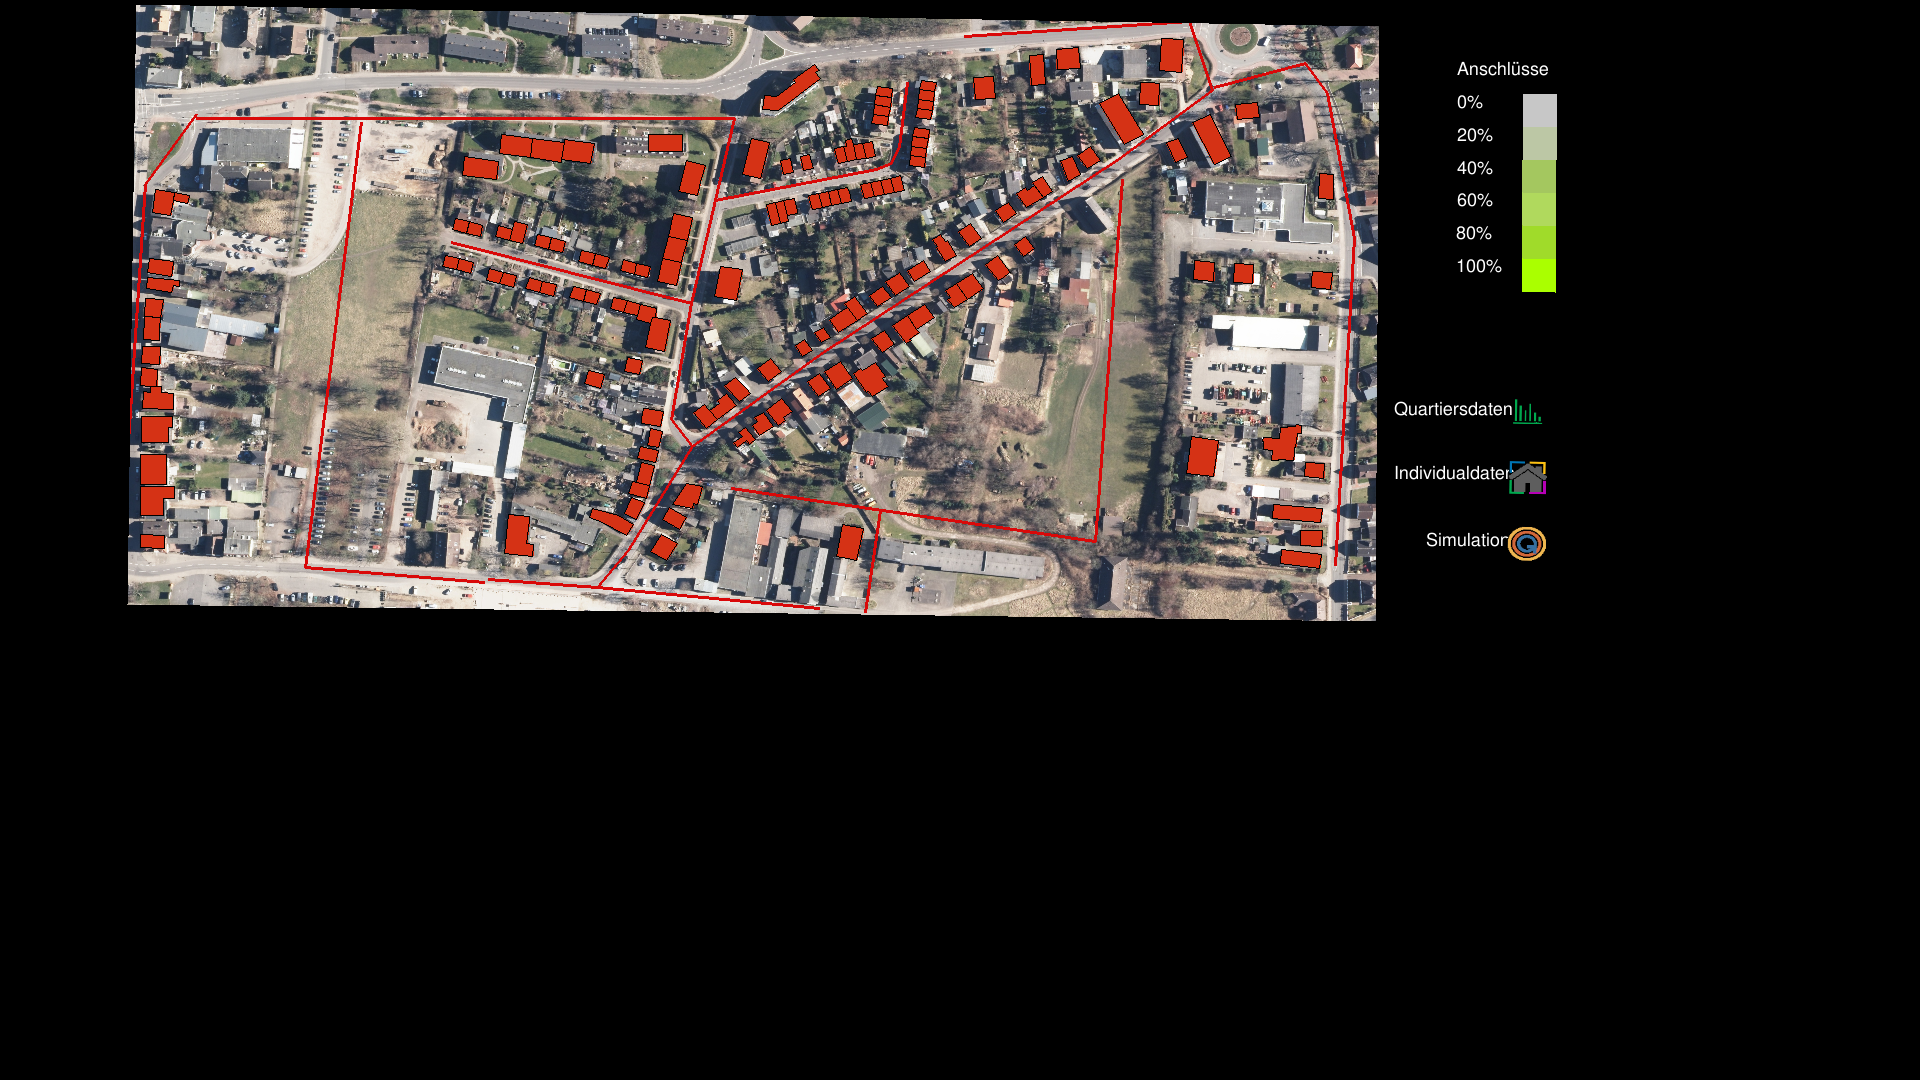 Anschlüsse
0%
20%
40%
60%
80%
100%
Quartiersdaten
Individualdaten
Simulation